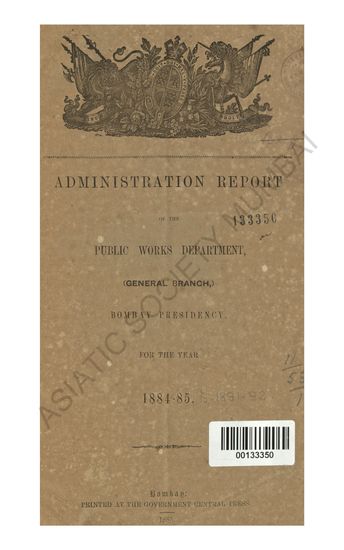 ADMINISTRATION REPORT
OF THE
133350
PUBLIC WORKS DEPARTMENT,
(GENERAL BRANCH,)
BOMBAY PRESIDENCY,
FOR THE YEAR
1884-85.
ASIATIC SOCIETY MUMBAI
00133350
Bombay:
PRINTED AT THE GOVERNMENT CENTRAL PRESS.